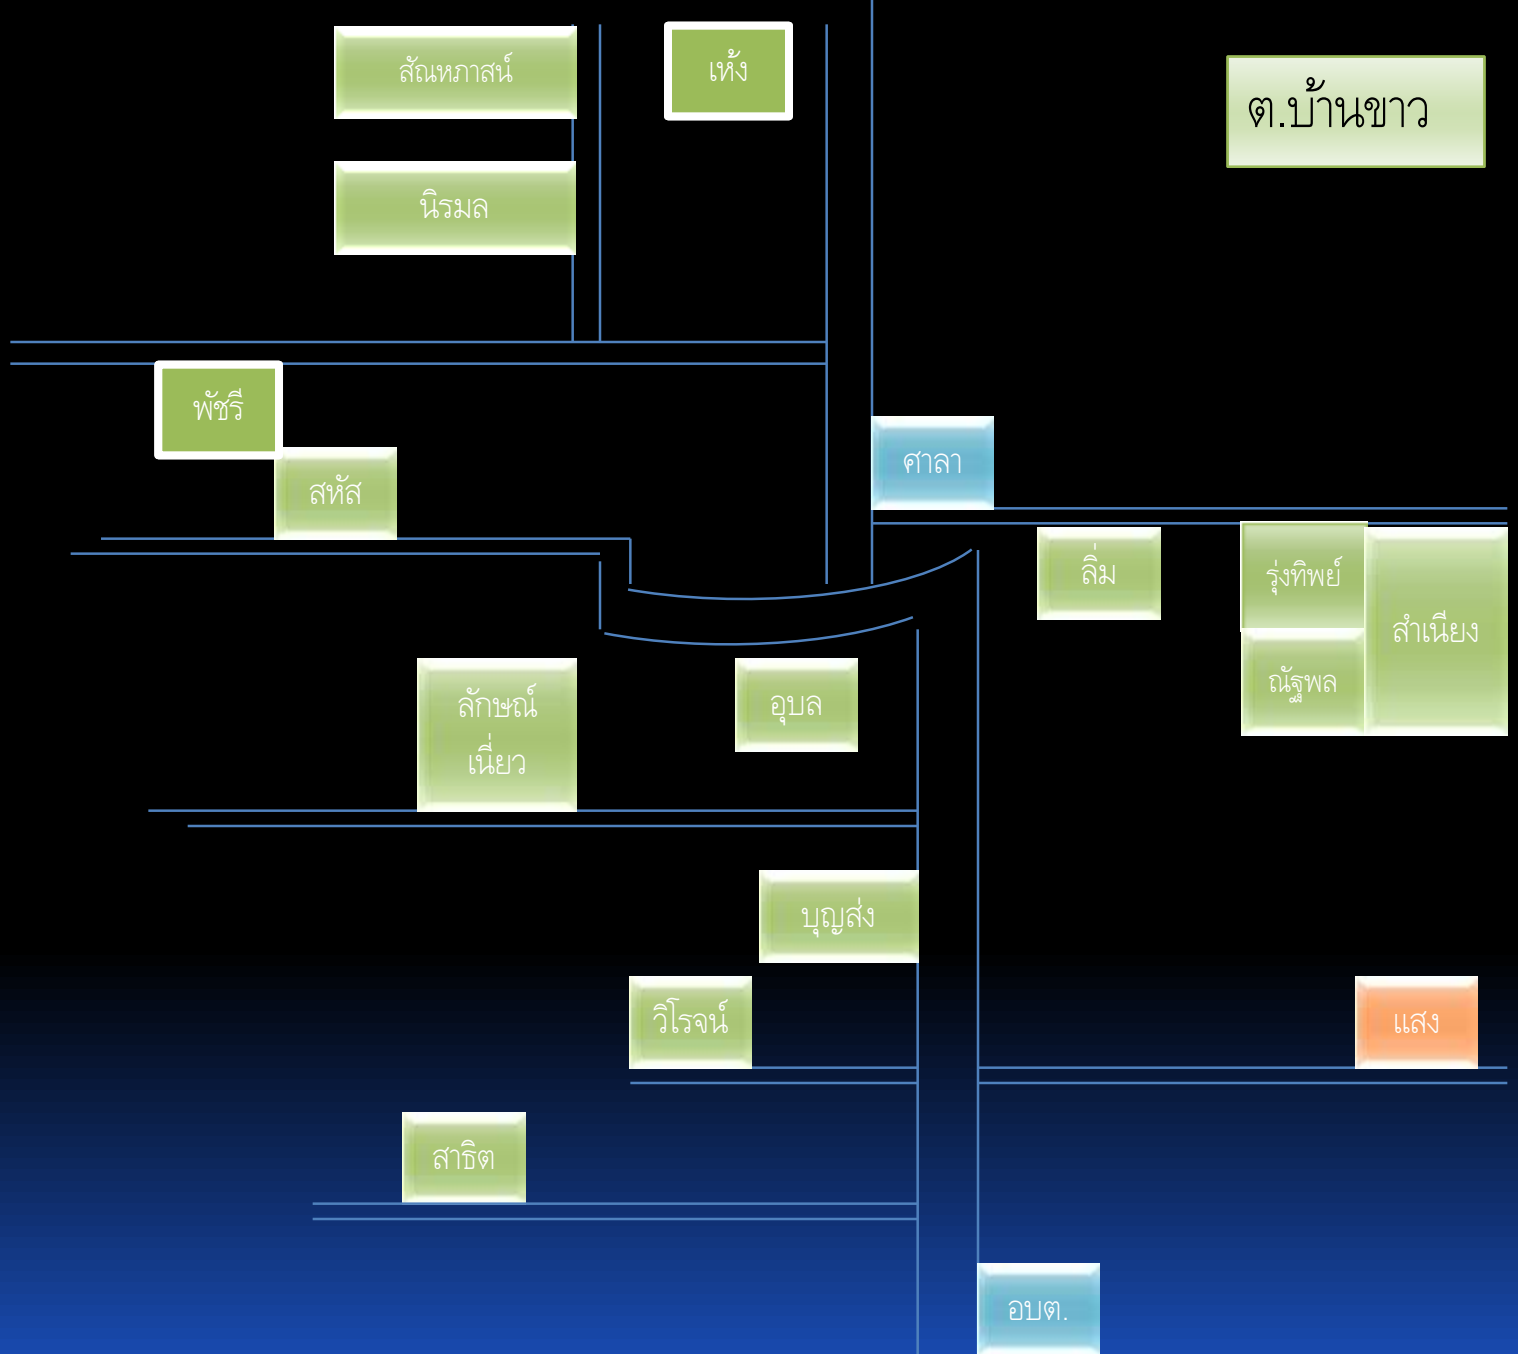 สัณหภาสน์
เห้ง
ต.บ้านขาว
นิรมล
พัชรี
สหัส
ศาลา
ลิ่ม
รุ่งทิพย์
สำเนียง
ณัฐพล
ลักษณ์
เนี่ยว
อุบล
บุญส่ง
วิโรจน์
แสง
สาธิต
อบต.